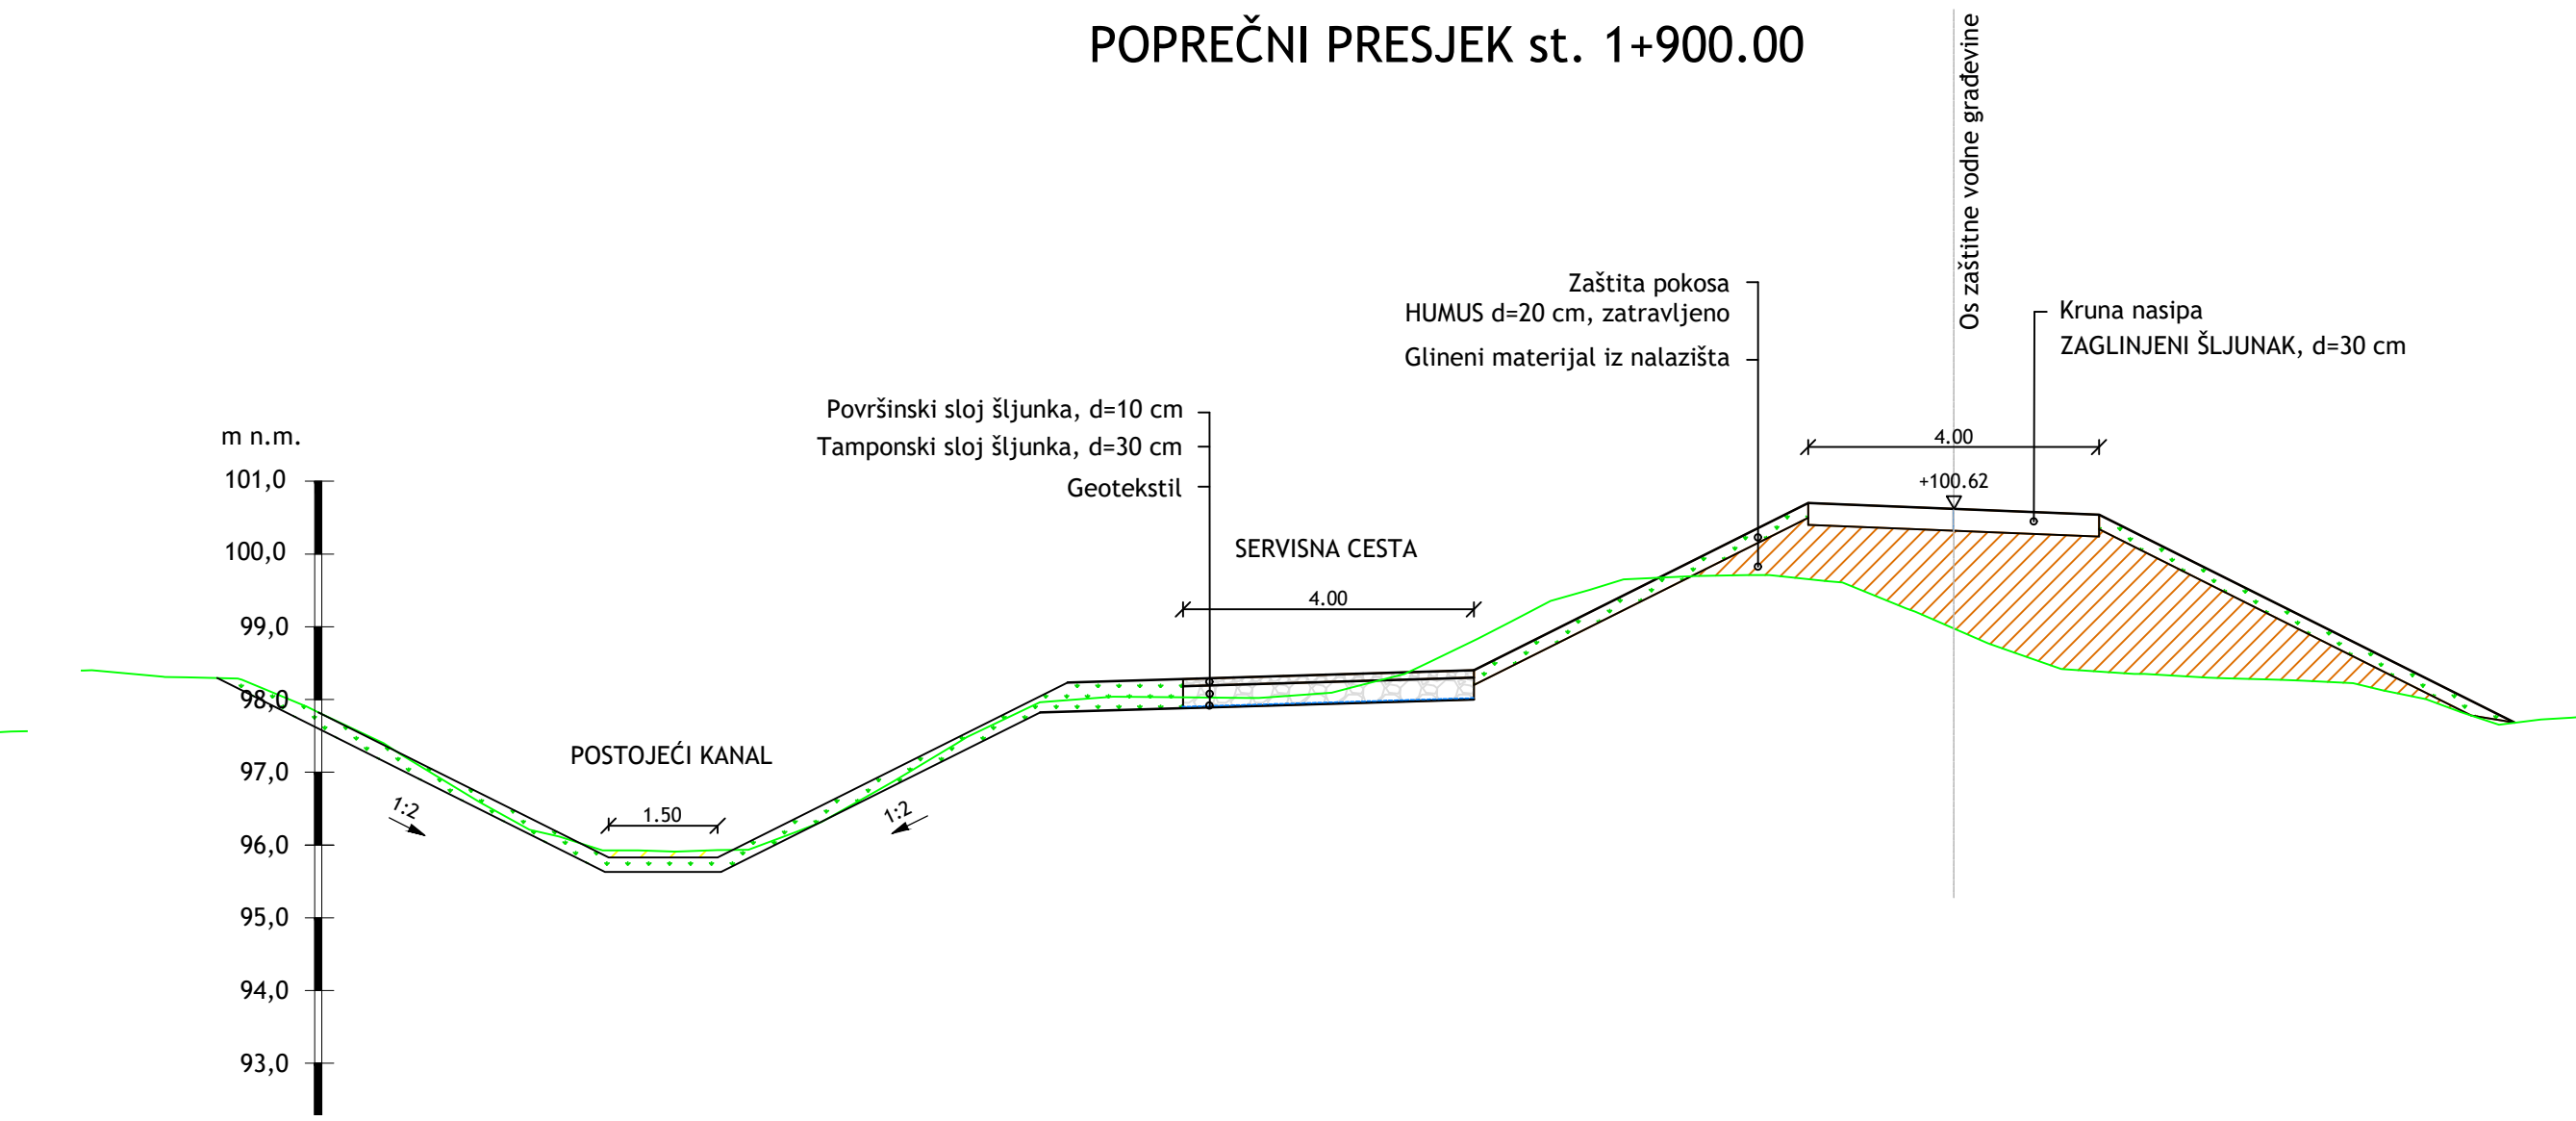 POPREČNI PRESJEK st. 1+900.00
Os zaštitne vodne građevine
Zaštita pokosa
HUMUS d=20 cm, zatravljeno
Glineni materijal iz nalazišta
Kruna nasipa
ZAGLINJENI ŠLJUNAK, d=30 cm
Površinski sloj šljunka, d=10 cm
Tamponski sloj šljunka, d=30 cm
Geotekstil
4.00
+100.62
SERVISNA CESTA
4.00
m n.m.
101,0
100,0
99,0
98,0
97,0
96,0
95,0
94,0
93,0
POSTOJEĆI KANAL
1:2
1.50
1:2